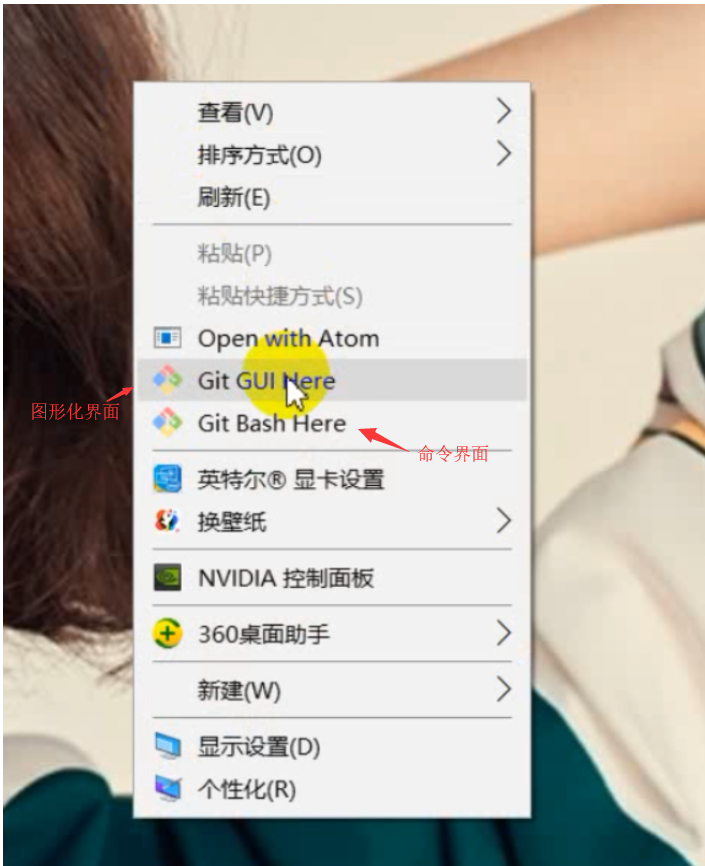 查看(V)
排序方式(O)
刷新(E)
粘贴(P)
粘贴快捷方式(S)
Open with Atom
Git GUI Here
图形化界面
Git Bash Here
命令界面
英特尔® 显卡设置
换壁纸
NVIDIA 控制面板
360桌面助手
新建(W)
显示设置(D)
个性化(R)